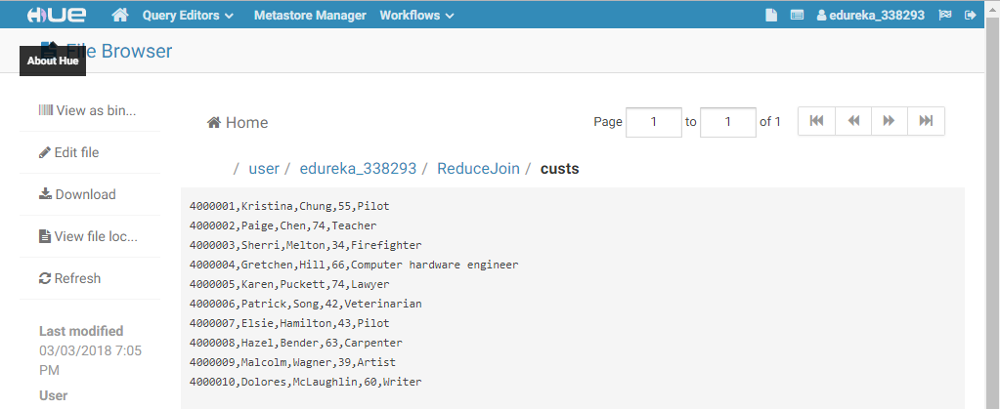 HUE Query Editors Metastore Manager Workflows edureka_338293
File Browser
About Hue
View as bin...
Edit file
Download
View file loc...
Refresh
Last modified
03/03/2018 7:05
PM
User
Home Page 1 to 1 of 1
/ user / edureka_338293 / ReduceJoin / custs
4000001,Kristina,Chung,55,Pilot
4000002,Paige,Chen,74,Teacher
4000003,Sherri,Melton,34,Firefighter
4000004,Gretchen,Hill,66,Computer hardware engineer
4000005,Karen,Puckett,74,Lawyer
4000006,Patrick,Song,42,Veterinarian
4000007,Elsie,Hamilton,43,Pilot
4000008,Hazel,Bender,63,Carpenter
4000009,Malcolm,Wagner,39,Artist
4000010,Dolores,McLaughlin,60,Writer